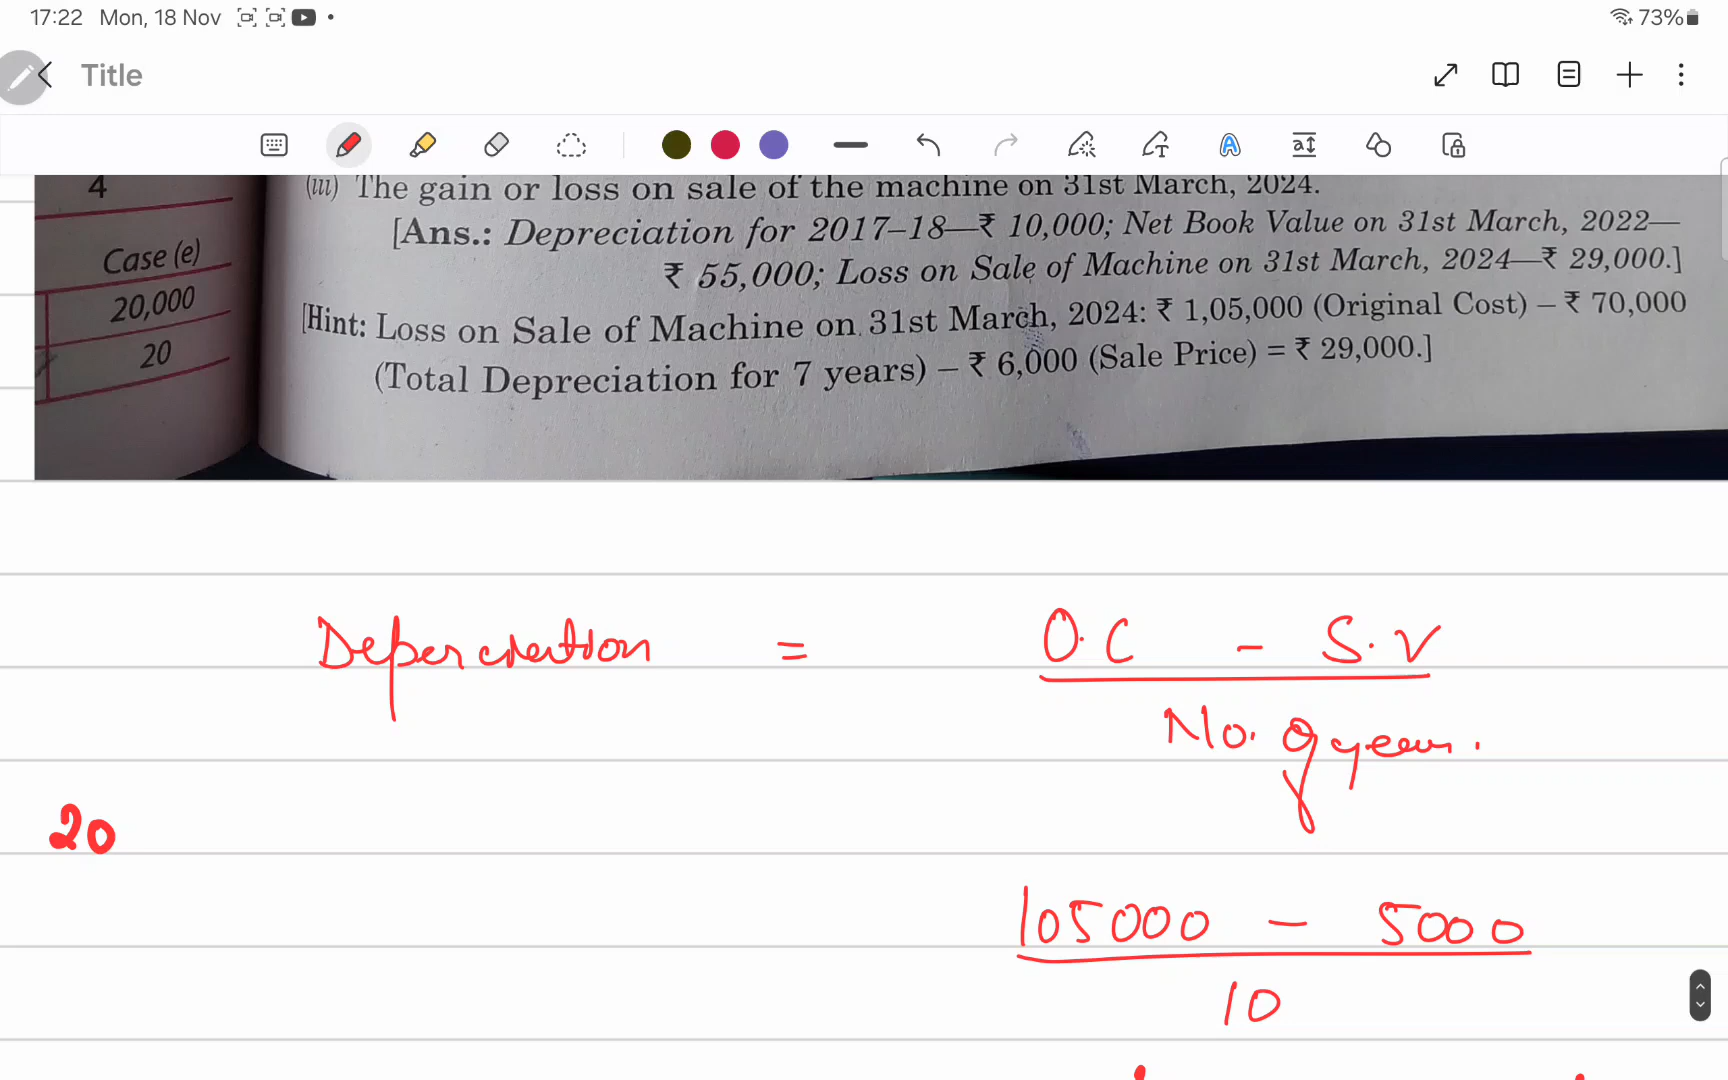 17:22 Mon, 18 Nov
73%
Title
4
Case (e)
20,000
20
(iii) The gain or loss on sale of the machine on 31st March, 2024.
[Ans.: Depreciation for 2017–18—₹ 10,000; Net Book Value on 31st March, 2022—
₹ 55,000; Loss on Sale of Machine on 31st March, 2024—₹ 29,000.]
[Hint: Loss on Sale of Machine on 31st March, 2024: ₹ 1,05,000 (Original Cost) – ₹ 70,000
(Total Depreciation for 7 years) – ₹ 6,000 (Sale Price) = ₹ 29,000.]
= O.C - S.V
No. of year.
20
105000 - 5000
10